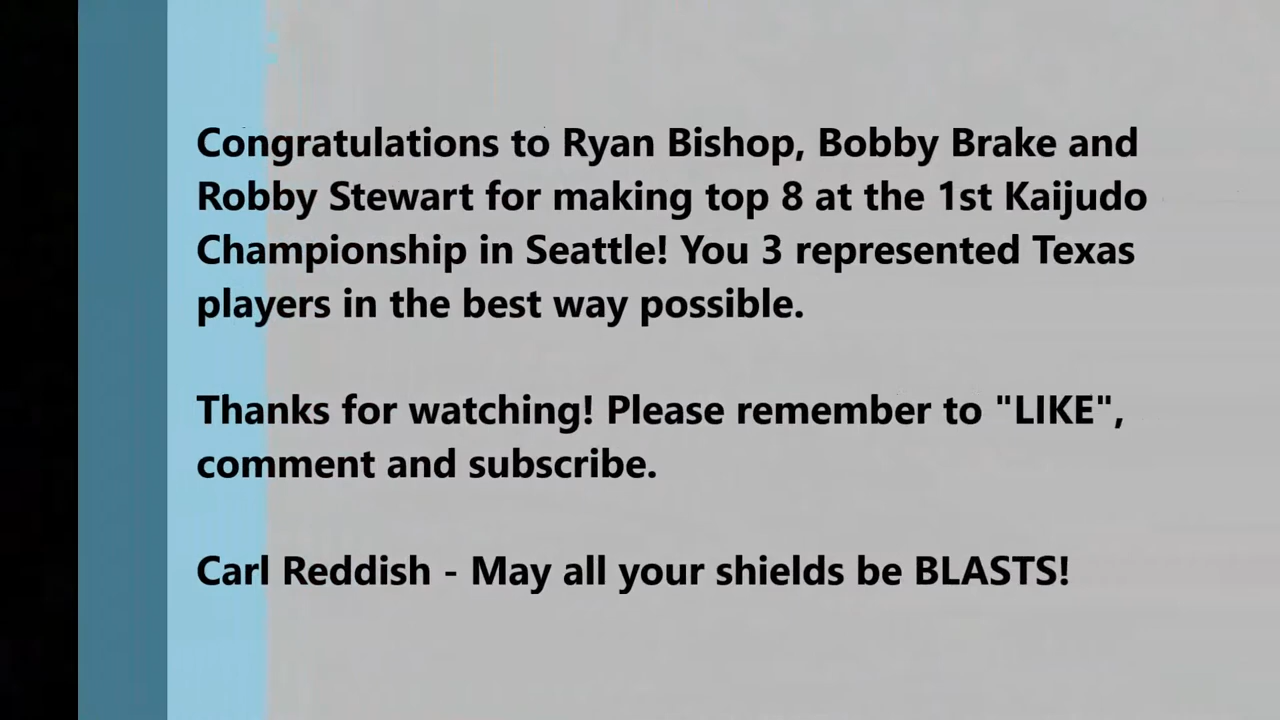 Congratulations to Ryan Bishop, Bobby Brake and
Robby Stewart for making top 8 at the 1st Kaijudo
Championship in Seattle! You 3 represented Texas
players in the best way possible.
Thanks for watching! Please remember to "LIKE",
comment and subscribe.
Carl Reddish - May all your shields be BLASTS!